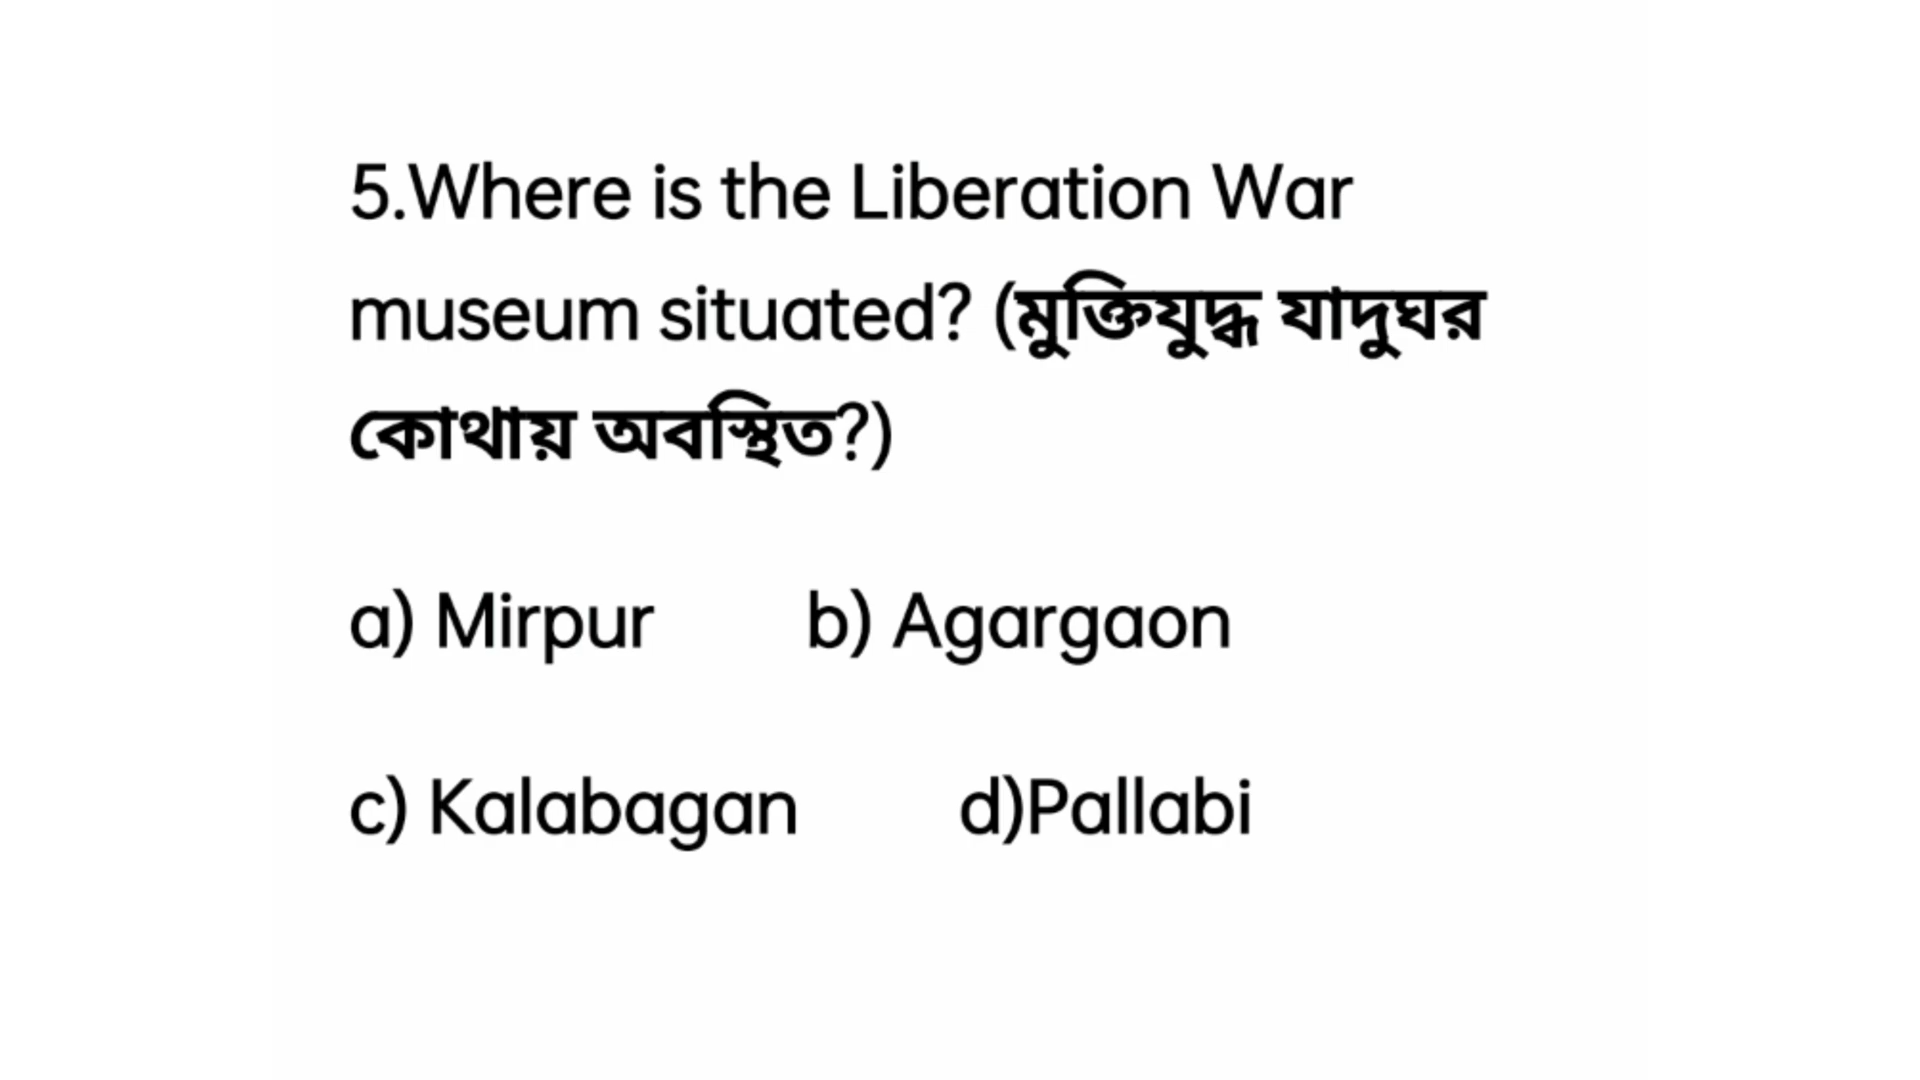 5.Where is the Liberation War
museum situated? (মুক্তিযুদ্ধ যাদুঘর
কোথায় অবস্থিত?)
a) Mirpur b) Agargaon
c) Kalabagan d)Pallabi